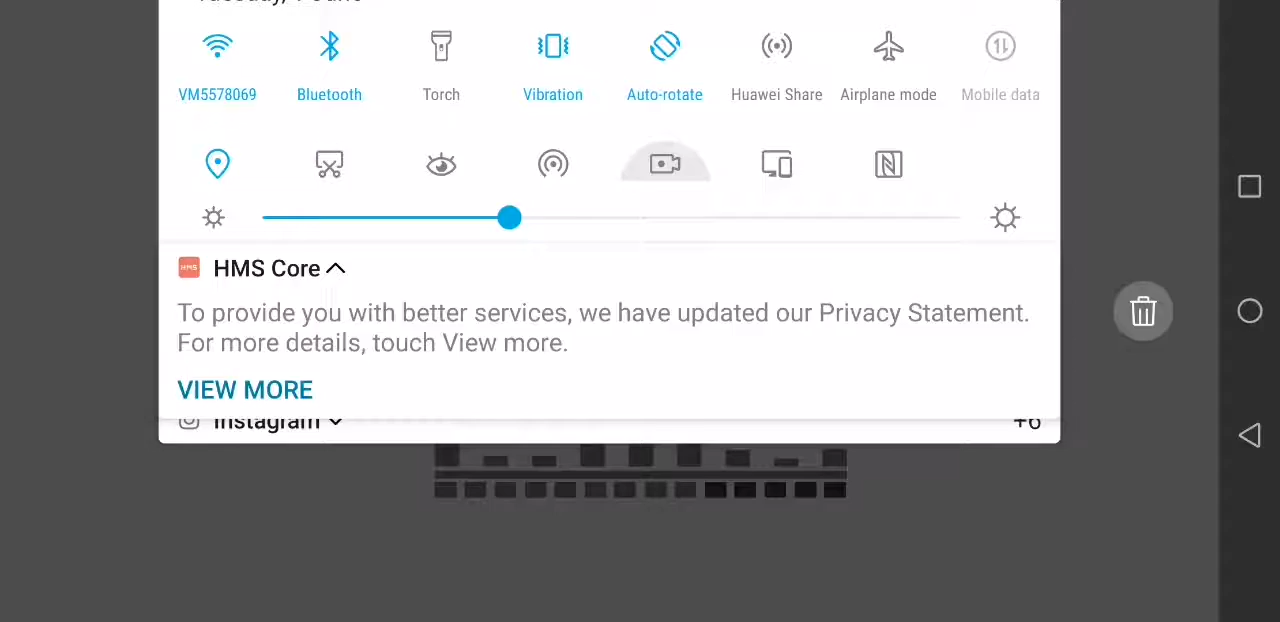 VM5578069 Bluetooth Torch Vibration Auto-rotate Huawei Share Airplane mode Mobile data
HMS HMS Core
To provide you with better services, we have updated our Privacy Statement.
For more details, touch View more.
VIEW MORE
Instagram +6